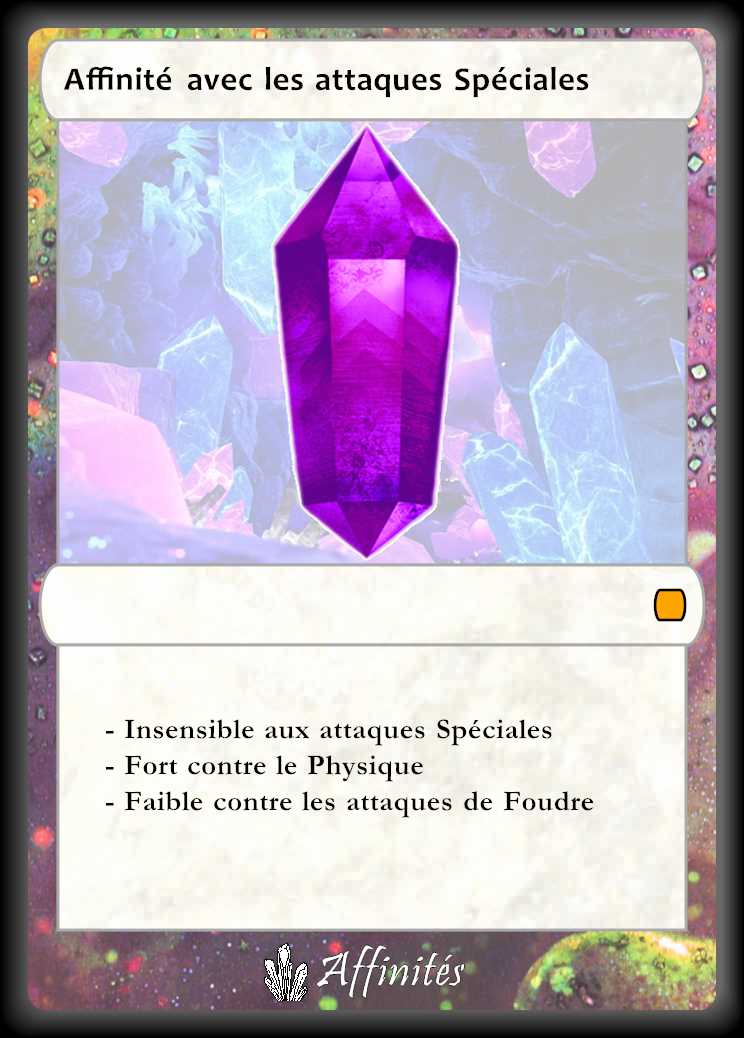 Affinité avec les attaques Spéciales
- Insensible aux attaques Spéciales
- Fort contre le Physique
- Faible contre les attaques de Foudre
Affinités